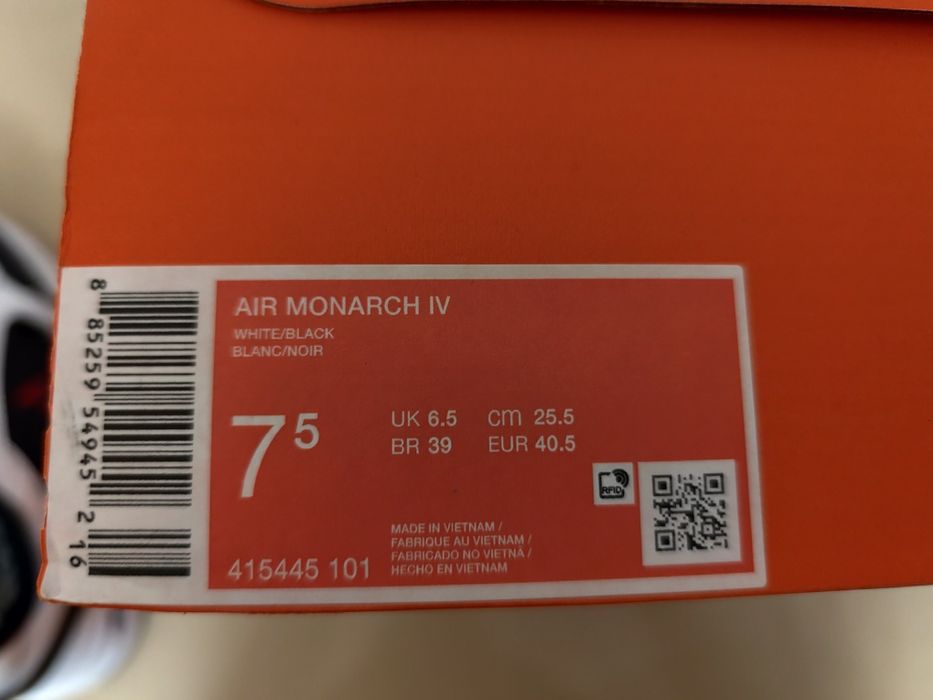 AIR MONARCH IV
WHITE/BLACK
BLANC/NOIR
7 5
UK 6.5 cm 25.5
BR 39 EUR 40.5
RFID
MADE IN VIETNAM /
FABRIQUE AU VIETNAM /
FABRICADO NO VIETNÃ /
HECHO EN VIETNAM
415445 101
8 85259 54945 2 16